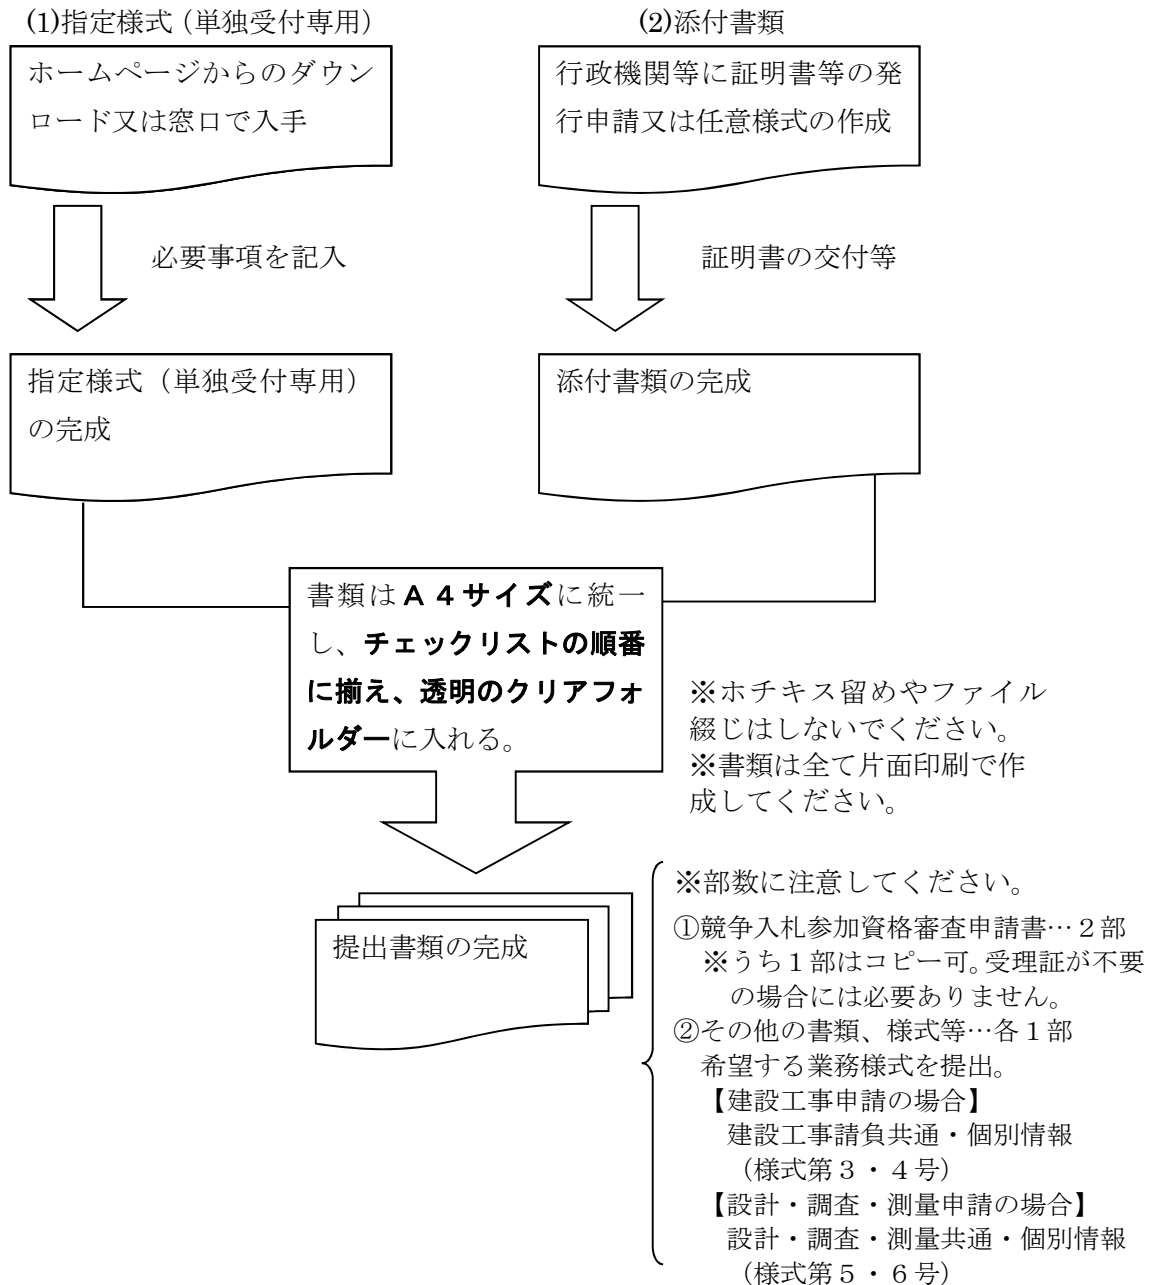 (1)指定様式（単独受付専用）
ホームページからのダウン
ロード又は窓口で入手
必要事項を記入
指定様式（単独受付専用）
の完成
(2)添付書類
行政機関等に証明書等の発
行申請又は任意様式の作成
証明書の交付等
添付書類の完成
書類はＡ４サイズに統一
し、チェックリストの順番
に揃え、透明のクリアフォ
ルダーに入れる。
※ホチキス留めやファイル
綴じはしないでください。
※書類は全て片面印刷で作
成してください。
提出書類の完成
※部数に注意してください。
①競争入札参加資格審査申請書…２部
※うち１部はコピー可。受理証が不要
の場合には必要ありません。
②その他の書類、様式等…各１部
希望する業務様式を提出。
【建設工事申請の場合】
建設工事請負共通・個別情報
（様式第３・４号）
【設計・調査・測量申請の場合】
設計・調査・測量共通・個別情報
（様式第５・６号）